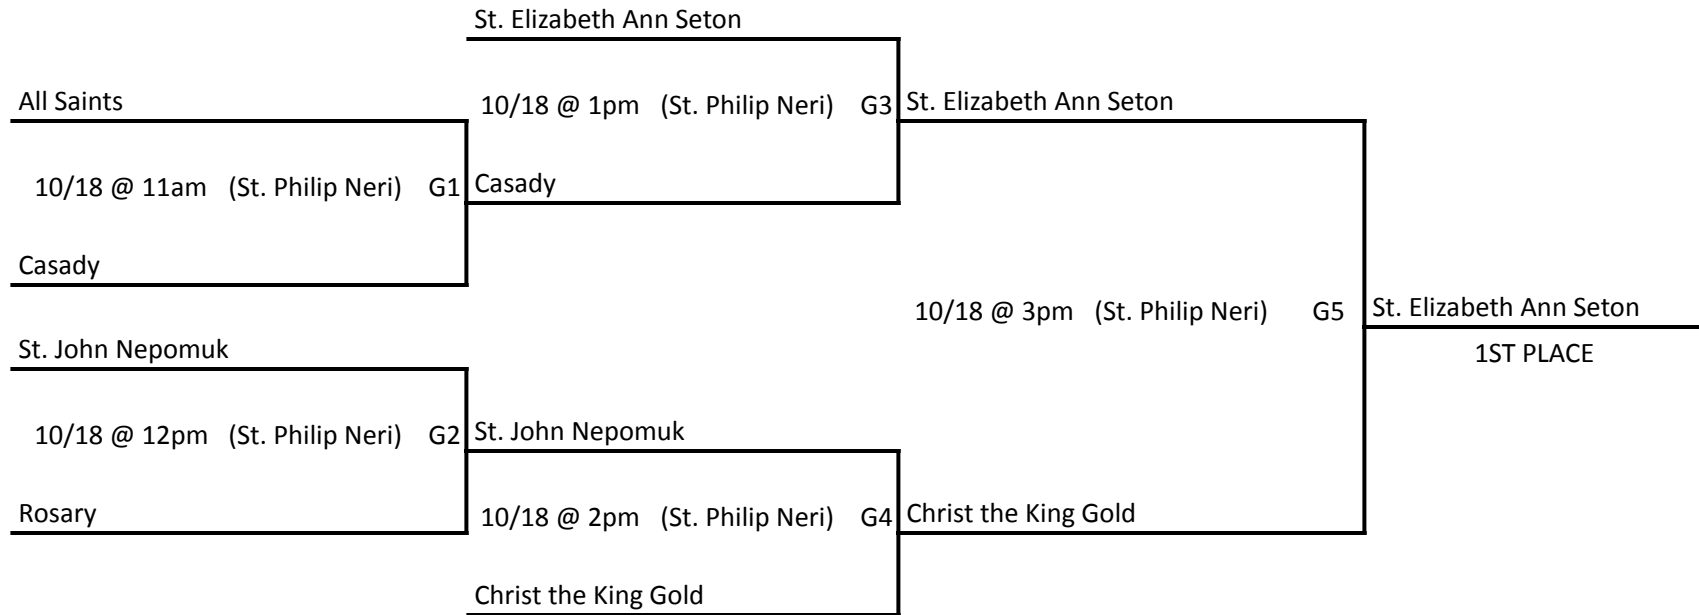 St. Elizabeth Ann Seton
All Saints
10/18 @ 1pm (St. Philip Neri) G3
St. Elizabeth Ann Seton
10/18 @ 11am (St. Philip Neri) G1
Casady
Casady
10/18 @ 3pm (St. Philip Neri) G5
St. Elizabeth Ann Seton
St. John Nepomuk
1ST PLACE
10/18 @ 12pm (St. Philip Neri) G2
St. John Nepomuk
Rosary
10/18 @ 2pm (St. Philip Neri) G4
Christ the King Gold
Christ the King Gold